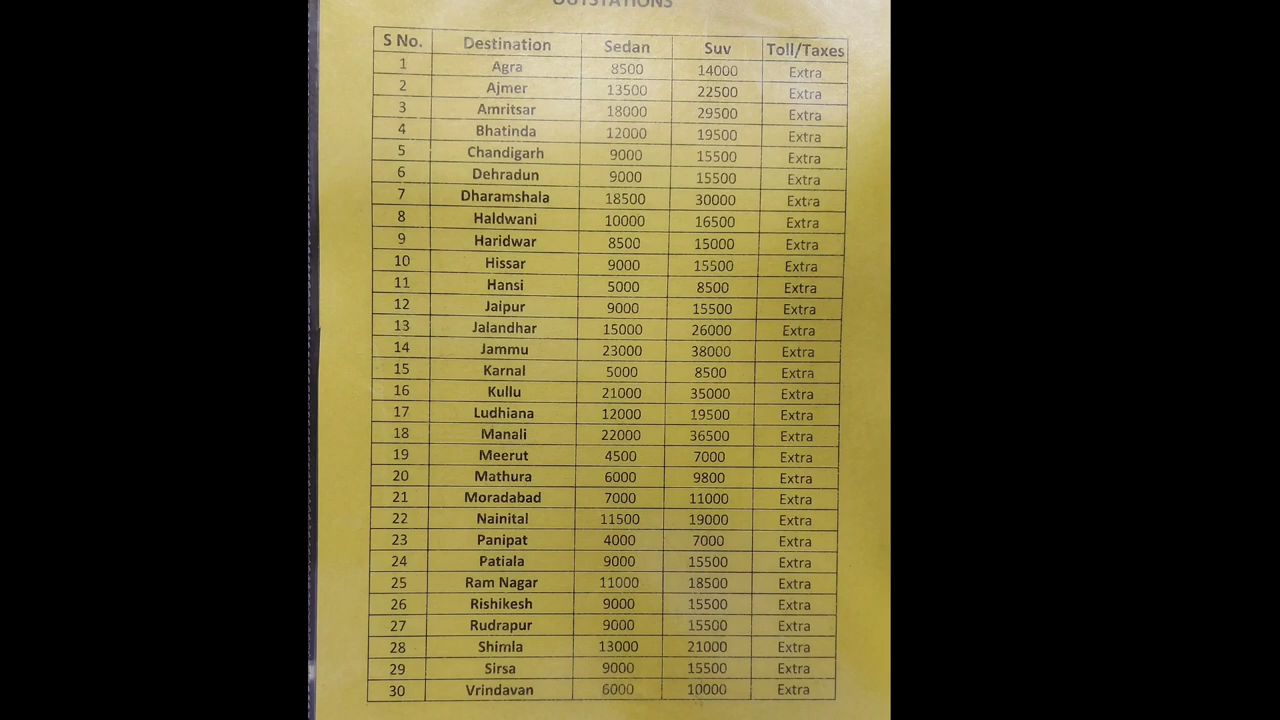 OUTSTATIONS
S No. Destination Sedan Suv Toll/Taxes
1 Agra 8500 14000 Extra
2 Ajmer 13500 22500 Extra
3 Amritsar 18000 29500 Extra
4 Bhatinda 12000 19500 Extra
5 Chandigarh 9000 15500 Extra
6 Dehradun 9000 15500 Extra
7 Dharamshala 18500 30000 Extra
8 Haldwani 10000 16500 Extra
9 Haridwar 8500 15000 Extra
10 Hissar 9000 15500 Extra
11 Hansi 5000 8500 Extra
12 Jaipur 9000 15500 Extra
13 Jalandhar 15000 26000 Extra
14 Jammu 23000 38000 Extra
15 Karnal 5000 8500 Extra
16 Kullu 21000 35000 Extra
17 Ludhiana 12000 19500 Extra
18 Manali 22000 36500 Extra
19 Meerut 4500 7000 Extra
20 Mathura 6000 9800 Extra
21 Moradabad 7000 11000 Extra
22 Nainital 11500 19000 Extra
23 Panipat 4000 7000 Extra
24 Patiala 9000 15500 Extra
25 Ram Nagar 11000 18500 Extra
26 Rishikesh 9000 15500 Extra
27 Rudrapur 9000 15500 Extra
28 Shimla 13000 21000 Extra
29 Sirsa 9000 15500 Extra
30 Vrindavan 6000 10000 Extra